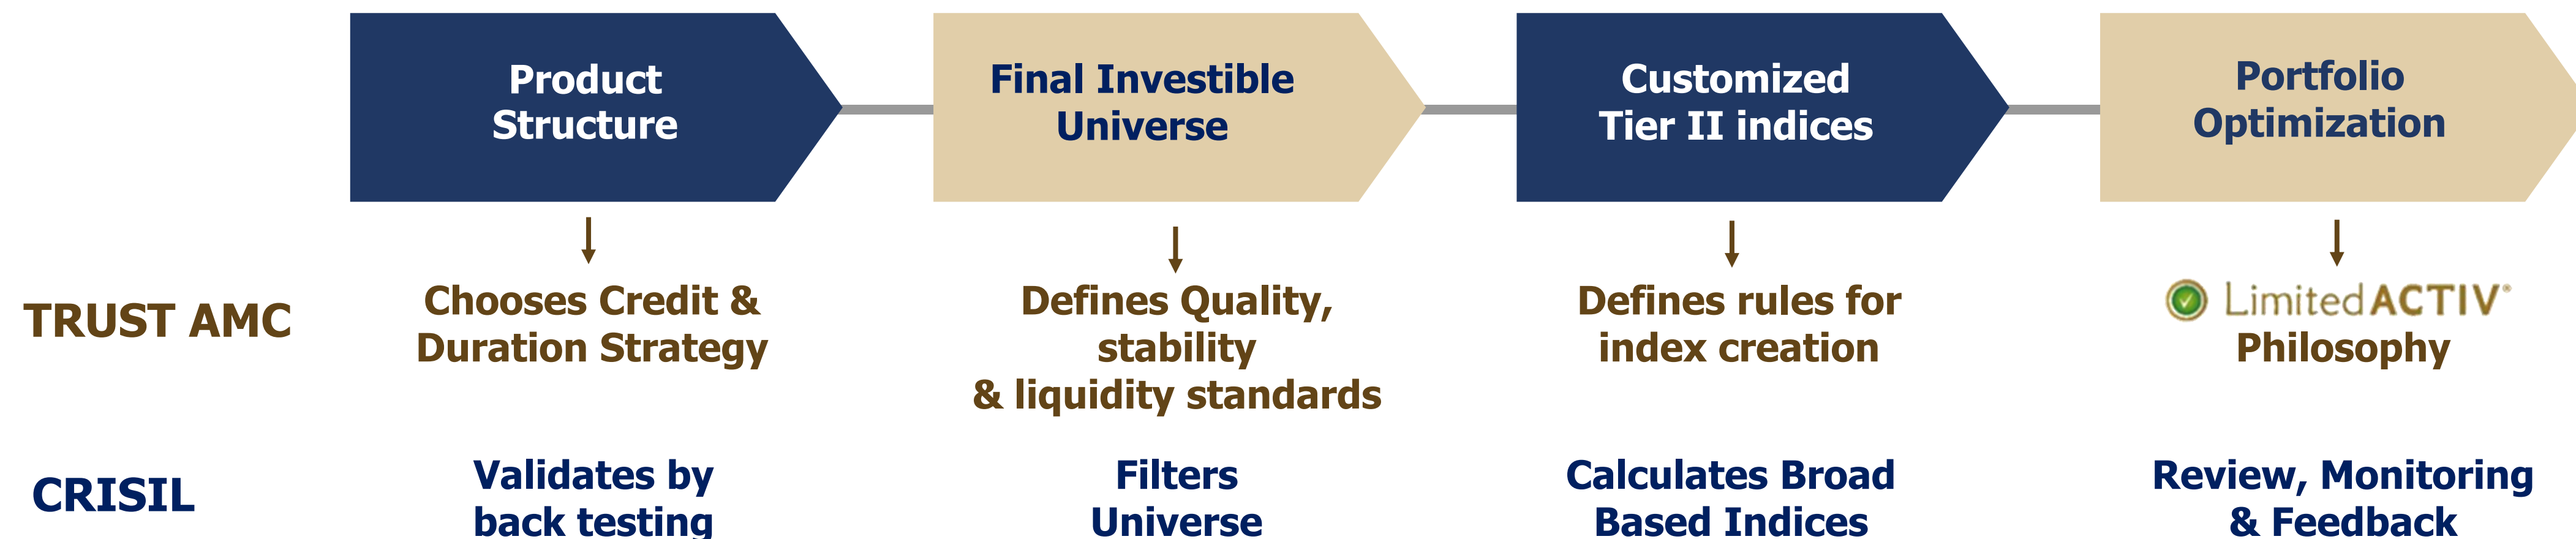 Product
Structure
Final Investible
Universe
Customized
Tier II indices
Portfolio
Optimization
TRUST AMC
Chooses Credit &
Duration Strategy
Defines Quality,
stability
& liquidity standards
Defines rules for
index creation
LimitedACTIV®
Philosophy
CRISIL
Validates by
back testing
Filters
Universe
Calculates Broad
Based Indices
Review, Monitoring
& Feedback